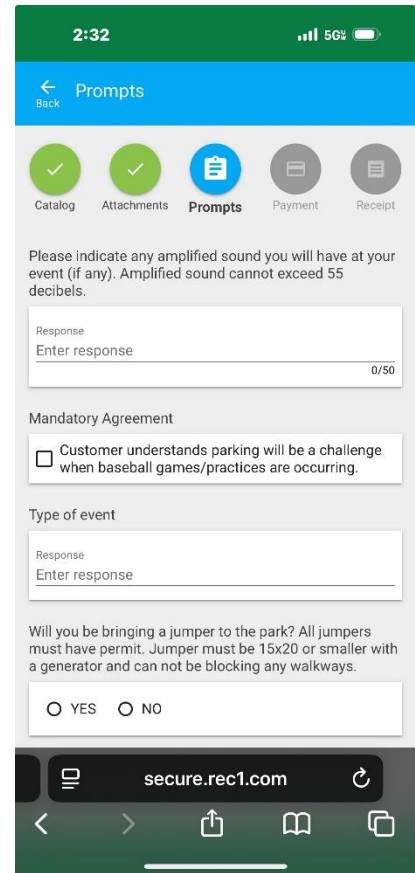 2:32
5G
Prompts
Back
Catalog
Attachments
Prompts
Payment
Receipt
Please indicate any amplified sound you will have at your
event (if any). Amplified sound cannot exceed 55
decibels.
Response
Enter response
0/50
Mandatory Agreement
Customer understands parking will be a challenge
when baseball games/practices are occurring.
Type of event
Response
Enter response
Will you be bringing a jumper to the park? All jumpers
must have permit. Jumper must be 15x20 or smaller with
a generator and can not be blocking any walkways.
YES
NO
secure.rec1.com